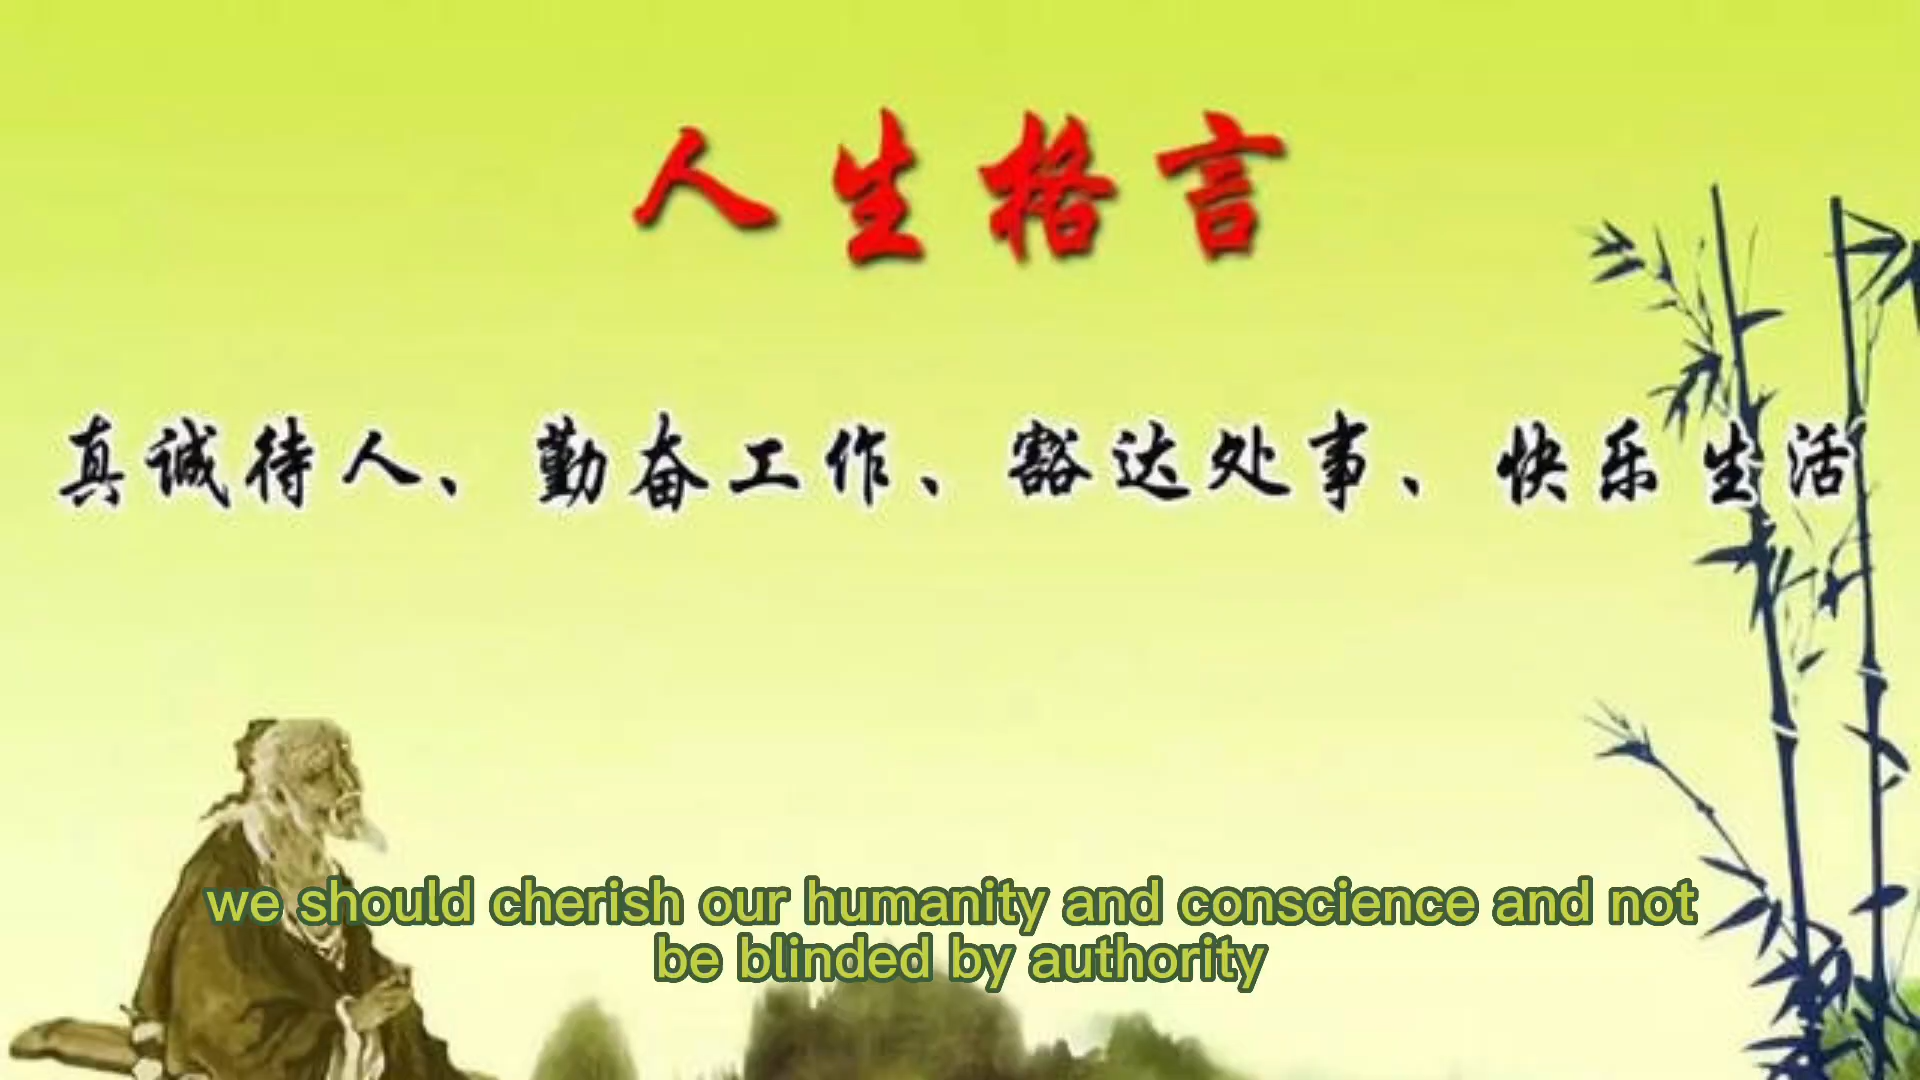 人生格言
真诚待人、勤奋工作、豁达处事、快乐生活
we should cherish our humanity and conscience and not
be blinded by authority